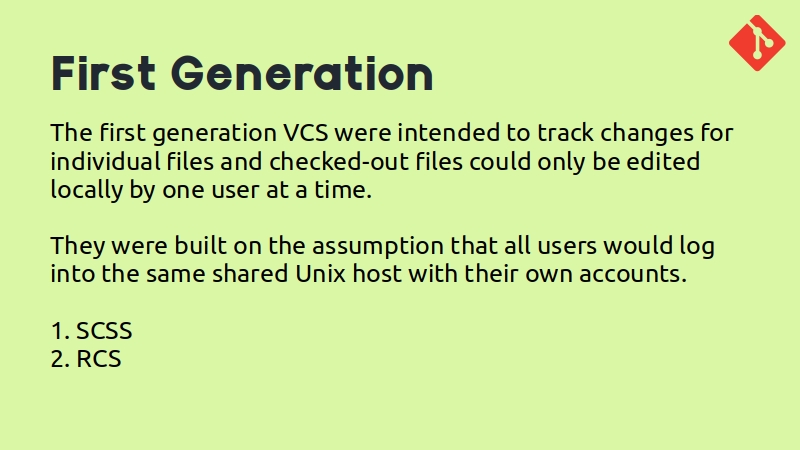 First Generation
The first generation VCS were intended to track changes for
individual files and checked-out files could only be edited
locally by one user at a time.
They were built on the assumption that all users would log
into the same shared Unix host with their own accounts.
1. SCSS
2. RCS